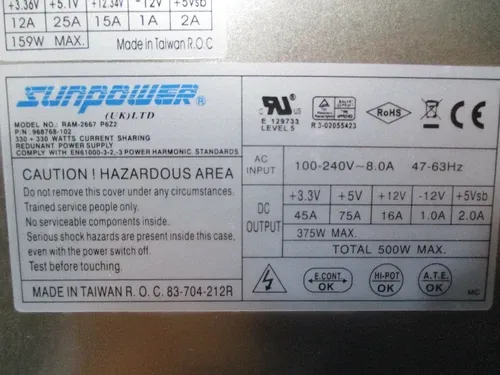 +3.36V +5.1V +12.34V -12V +5Vsb
12A 25A 15A 1A 2A
159W MAX. Made in Taiwan R.O.C
SUNPOWER®
(UK)LTD
MODEL NO.: RAM-2667 P6Z2
P/N: 968768-102
330 + 330 WATTS CURRENT SHARING
REDUNANT POWER SUPPLY
COMPLY WITH EN61000-3-2,-3 POWER HARMONIC STANDARDS
CAUTION ! HAZARDOUS AREA
Do not remove this cover under any circumstances.
Trained service people only.
No serviceable components inside.
Serious shock hazards are present inside this case,
even with the power switch off.
Test before touching.
MADE IN TAIWAN R. O. C. 83-704-212R
c RU ® us
E 129733
LEVEL 5
R 3-02055423
RoHS
CE
AC INPUT 100-240V~8.0A 47-63Hz
DC OUTPUT
+3.3V +5V +12V -12V +5Vsb
45A 75A 16A 1.0A 2.0A
375W MAX.
TOTAL 500W MAX.
E.CONT. OK
HI-POT OK
A.T.E. OK
MC